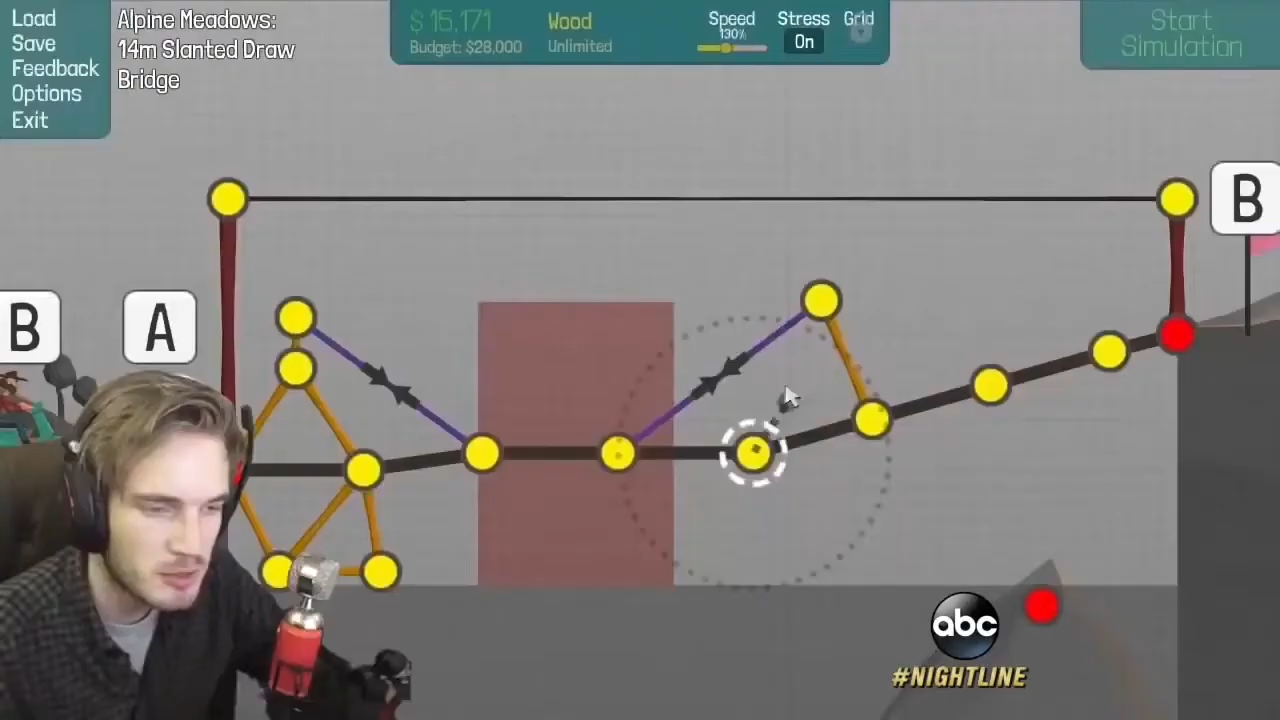 Load
Save
Feedback
Options
Exit
Alpine Meadows:
14m Slanted Draw
Bridge
$ 15,171
Budget: $28,000
Wood
Unlimited
Speed
130%
Stress
On
Grid
Start
Simulation
B
B
A
abc
#NIGHTLINE